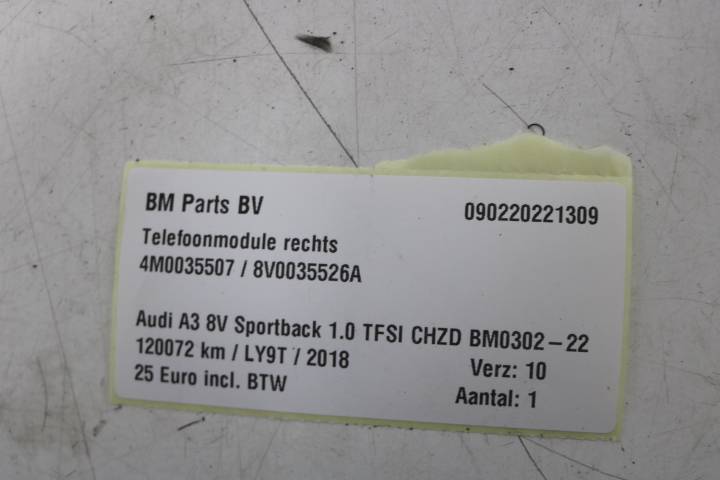 BM Parts BV 090220221309
Telefoonmodule rechts
4M0035507 / 8V0035526A
Audi A3 8V Sportback 1.0 TFSI CHZD BM0302-22
120072 km / LY9T / 2018 Verz: 10
25 Euro incl. BTW Aantal: 1